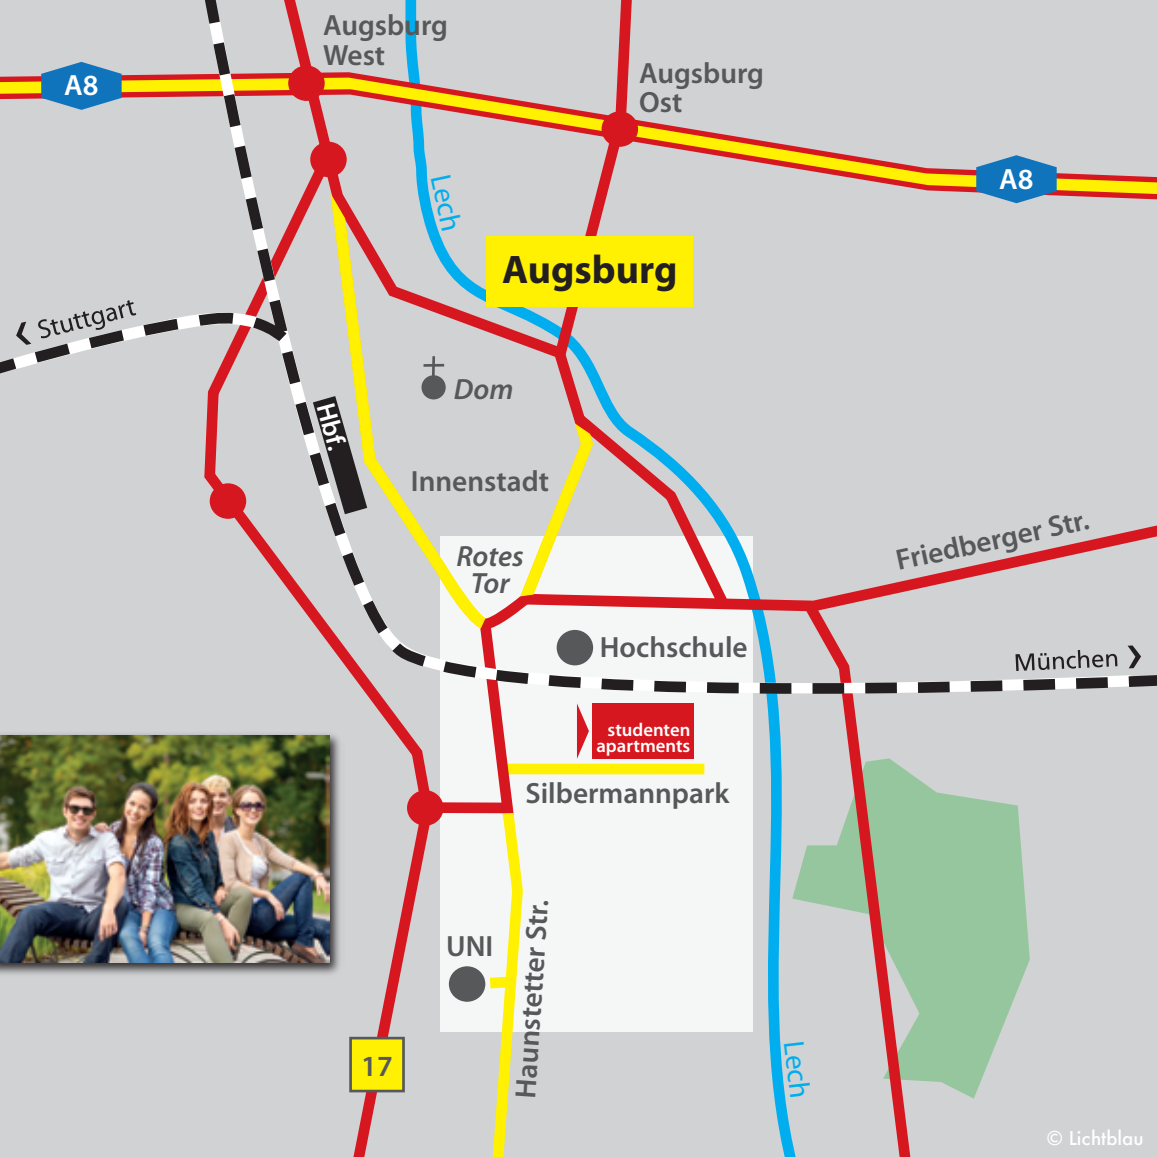 Augsburg
West
A8
Augsburg
Ost
A8
Lech
Augsburg
❮ Stuttgart
Dom
Hbf.
Innenstadt
Rotes
Tor
Friedberger Str.
Hochschule
München ❯
studenten
apartments
Silbermannpark
UNI
Haunstetter Str.
17
Lech
© Lichtblau